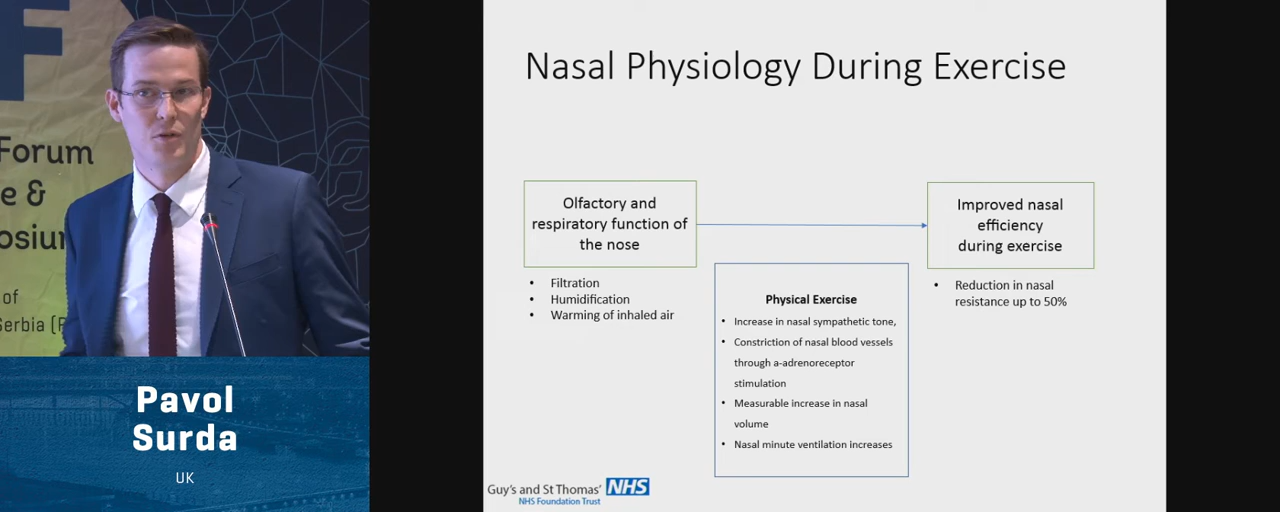 F
Forum
e &
osium
of
Serbia (
Pavol
Surda
UK
Nasal Physiology During Exercise
Olfactory and
respiratory function of
the nose
• Filtration
• Humidification
• Warming of inhaled air
Physical Exercise
• Increase in nasal sympathetic tone,
• Constriction of nasal blood vessels
through a-adrenoreceptor
stimulation
• Measurable increase in nasal
volume
• Nasal minute ventilation increases
Improved nasal
efficiency
during exercise
• Reduction in nasal
resistance up to 50%
Guy's and St Thomas' NHS
NHS Foundation Trust